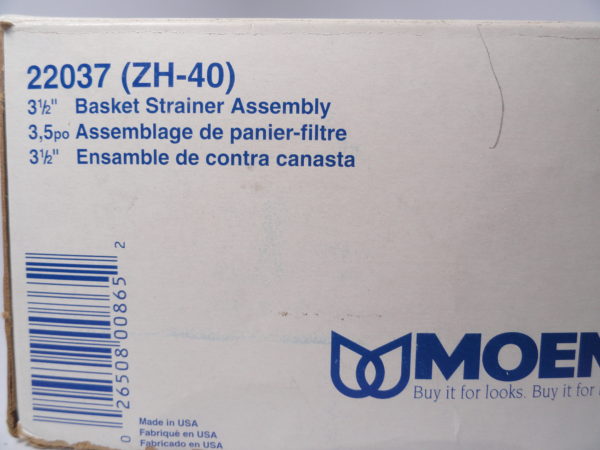 22037 (ZH-40)
3½" Basket Strainer Assembly
3,5po Assemblage de panier-filtre
3½" Ensamble de contra canasta
0 26508 00865 2
Made in USA
Fabriqué en USA
Fabricado en USA
MOEN
Buy it for looks. Buy it for